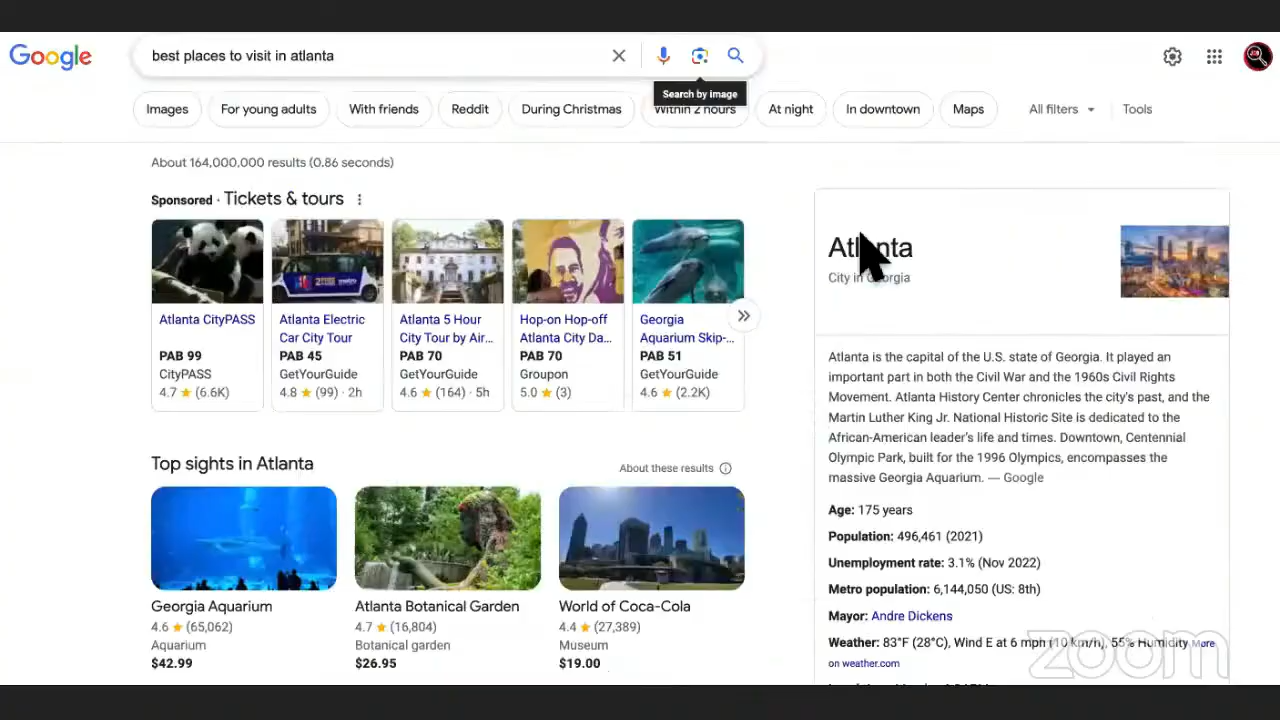 Google
best places to visit in atlanta
Search by image
Images
For young adults
With friends
Reddit
During Christmas
Within 2 hours
At night
In downtown
Maps
All filters
Tools
About 164,000,000 results (0.86 seconds)
Sponsored · Tickets & tours
Atlanta CityPASS
PAB 99
CityPASS
4.7 ★ (6.6K)
Atlanta Electric
Car City Tour
PAB 45
GetYourGuide
4.8 ★ (99) · 2h
Atlanta 5 Hour
City Tour by Air...
PAB 70
GetYourGuide
4.6 ★ (164) · 5h
Hop-on Hop-off
Atlanta City Da...
PAB 70
Groupon
5.0 ★ (3)
Georgia
Aquarium Skip-...
PAB 51
GetYourGuide
4.6 ★ (2.2K)
Top sights in Atlanta
About these results
Georgia Aquarium
4.6 ★ (65,062)
Aquarium
$42.99
Atlanta Botanical Garden
4.7 ★ (16,804)
Botanical garden
$26.95
World of Coca-Cola
4.4 ★ (27,389)
Museum
$19.00
Atlanta
City in Georgia
Atlanta is the capital of the U.S. state of Georgia. It played an
important part in both the Civil War and the 1960s Civil Rights
Movement. Atlanta History Center chronicles the city's past, and the
Martin Luther King Jr. National Historic Site is dedicated to the
African-American leader's life and times. Downtown, Centennial
Olympic Park, built for the 1996 Olympics, encompasses the
massive Georgia Aquarium. — Google
Age: 175 years
Population: 496,461 (2021)
Unemployment rate: 3.1% (Nov 2022)
Metro population: 6,144,050 (US: 8th)
Mayor: Andre Dickens
Weather: 83°F (28°C), Wind E at 6 mph (10 km/h), 55% Humidity More
on weather.com
zoom